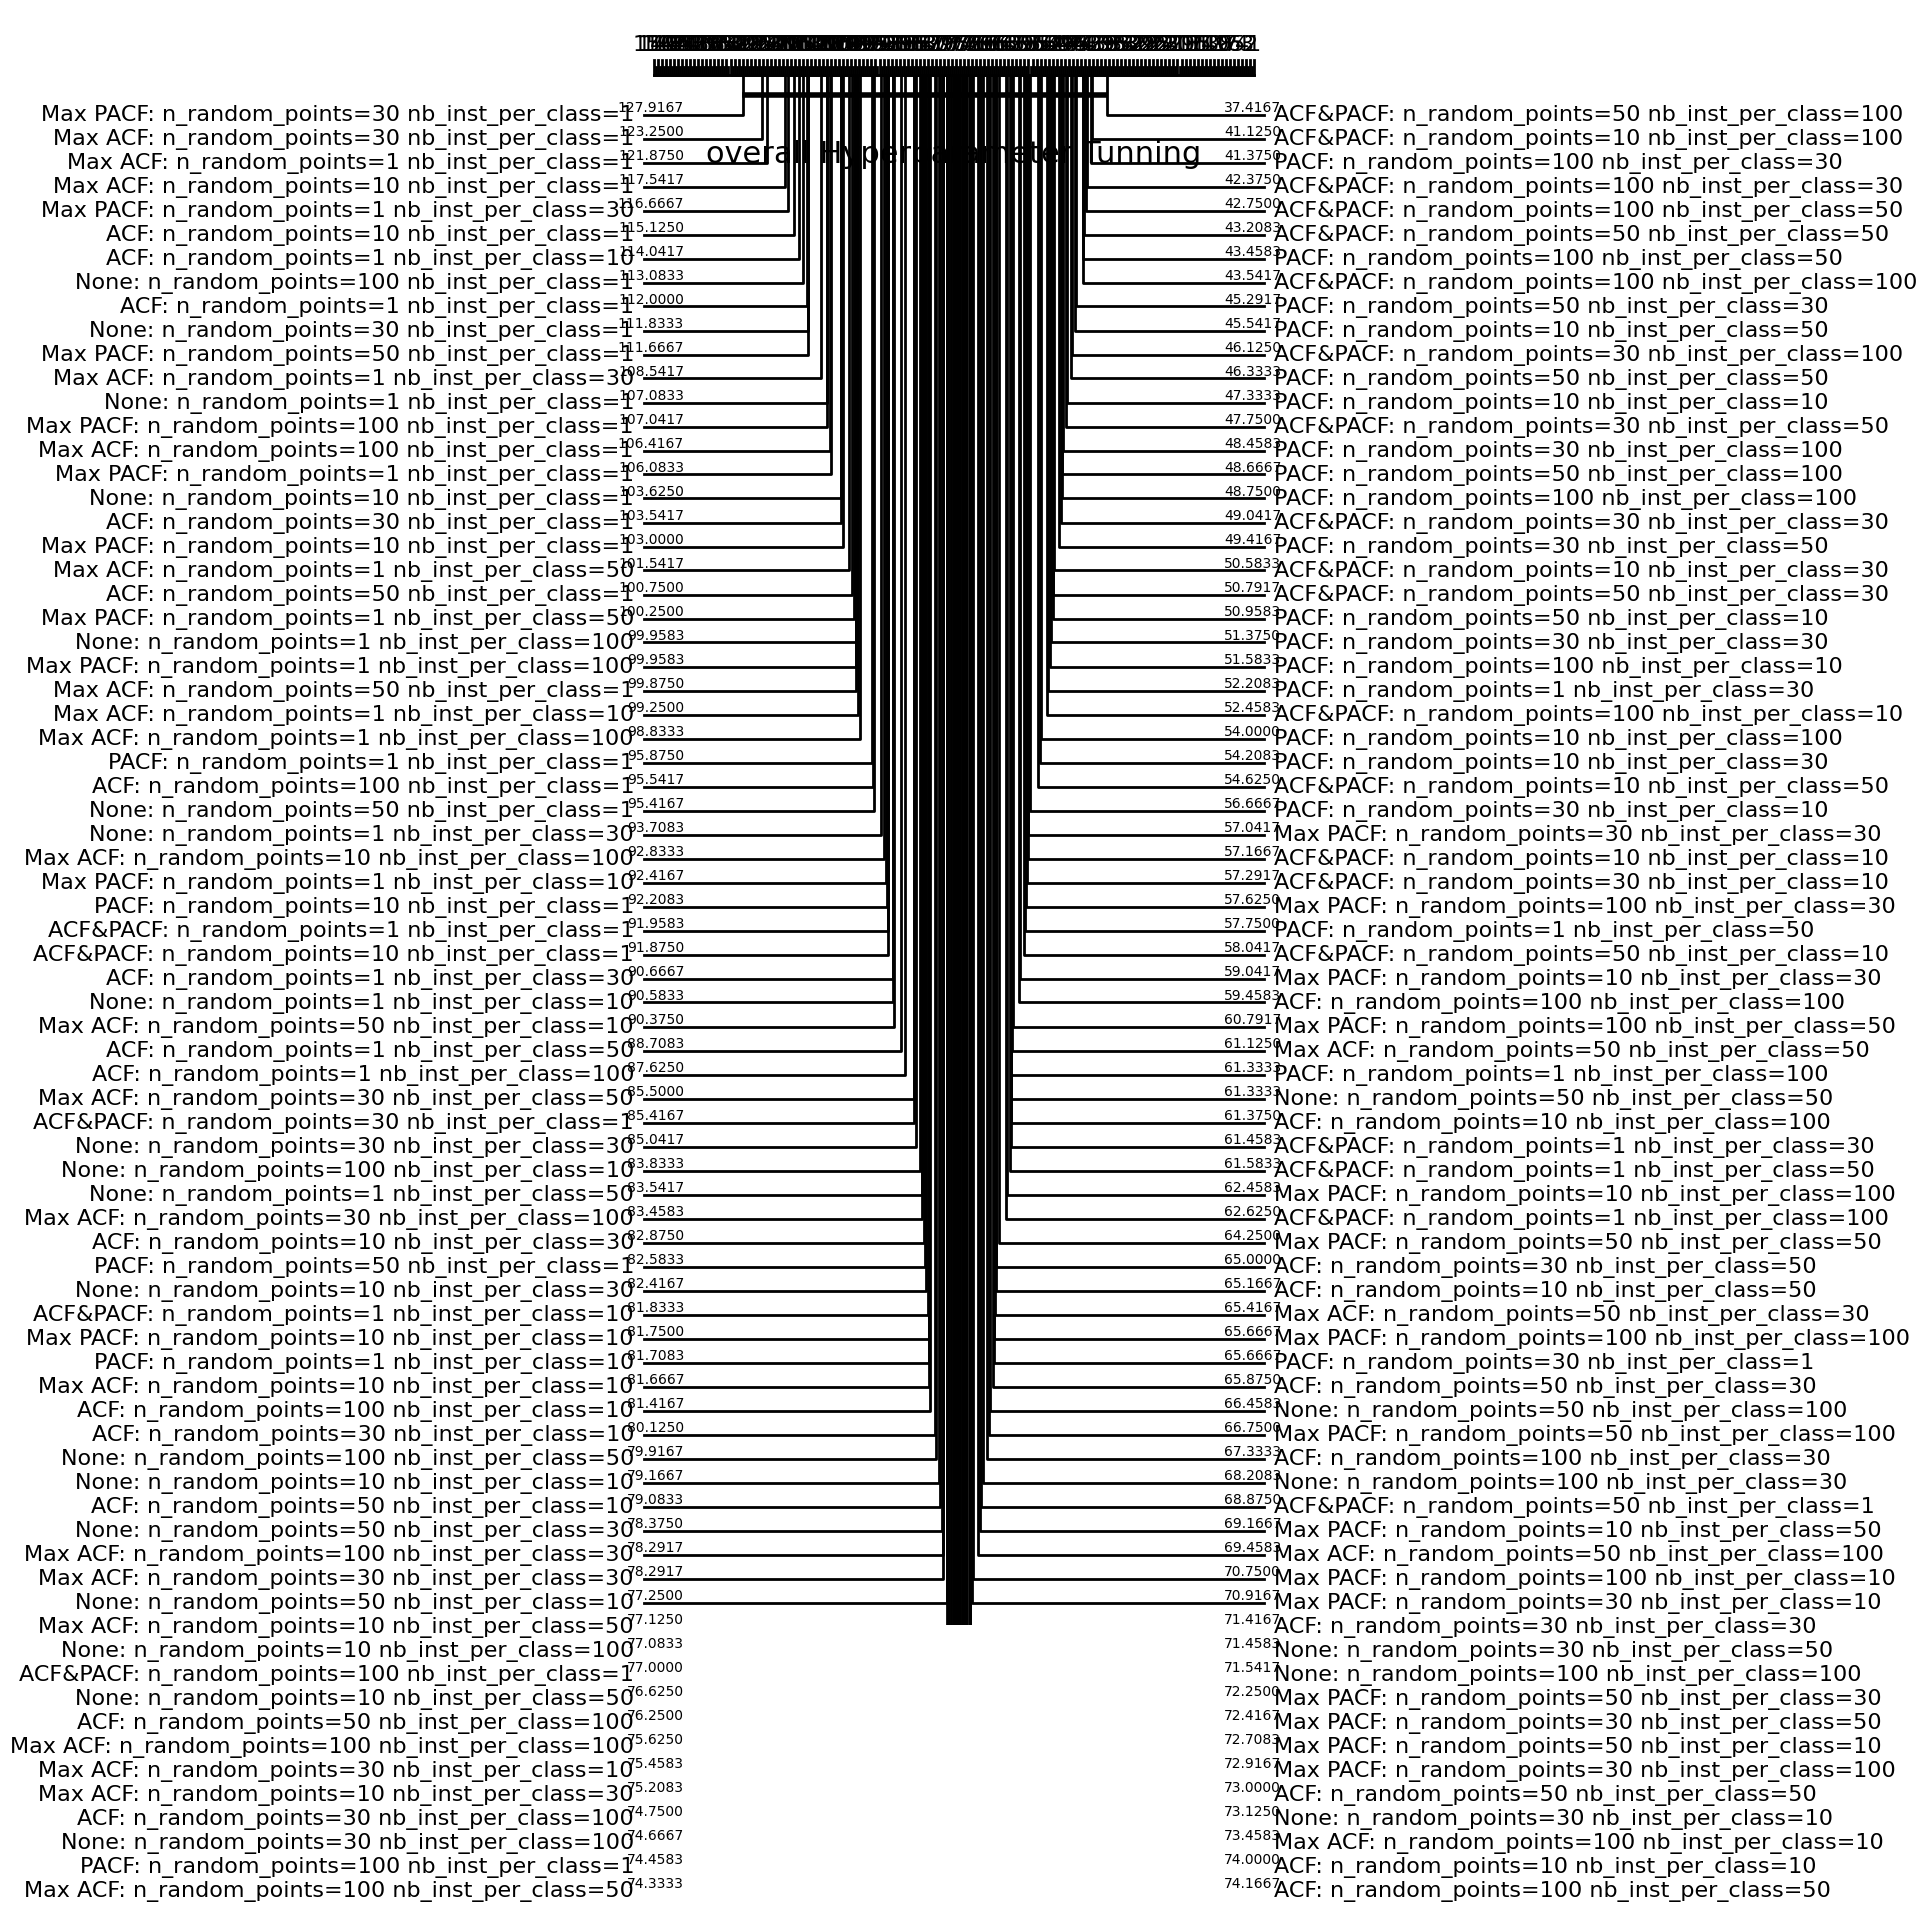 Max PACF: n_random_points=30 nb_inst_per_class=1 127.9167 37.4167 ACF&PACF: n_random_points=50 nb_inst_per_class=100
Max ACF: n_random_points=30 nb_inst_per_class=1 123.2500 41.1250 ACF&PACF: n_random_points=10 nb_inst_per_class=100
overall Hyperparameter Tunning
Max ACF: n_random_points=1 nb_inst_per_class=1 121.8750 41.3750 PACF: n_random_points=100 nb_inst_per_class=30
Max ACF: n_random_points=10 nb_inst_per_class=1 117.5417 42.3750 ACF&PACF: n_random_points=100 nb_inst_per_class=30
Max PACF: n_random_points=1 nb_inst_per_class=30 116.6667 42.7500 ACF&PACF: n_random_points=100 nb_inst_per_class=50
ACF: n_random_points=10 nb_inst_per_class=1 115.1250 43.2083 ACF&PACF: n_random_points=50 nb_inst_per_class=50
ACF: n_random_points=1 nb_inst_per_class=10 114.0417 43.4583 PACF: n_random_points=100 nb_inst_per_class=50
None: n_random_points=100 nb_inst_per_class=1 113.0833 43.5417 ACF&PACF: n_random_points=100 nb_inst_per_class=100
ACF: n_random_points=1 nb_inst_per_class=1 112.0000 45.2917 PACF: n_random_points=50 nb_inst_per_class=30
None: n_random_points=30 nb_inst_per_class=1 111.8333 45.5417 PACF: n_random_points=10 nb_inst_per_class=50
Max PACF: n_random_points=50 nb_inst_per_class=1 111.6667 46.1250 ACF&PACF: n_random_points=30 nb_inst_per_class=100
Max ACF: n_random_points=1 nb_inst_per_class=30 108.5417 46.3333 PACF: n_random_points=50 nb_inst_per_class=50
None: n_random_points=1 nb_inst_per_class=1 107.0833 47.3333 PACF: n_random_points=10 nb_inst_per_class=10
Max PACF: n_random_points=100 nb_inst_per_class=1 107.0417 47.7500 ACF&PACF: n_random_points=30 nb_inst_per_class=50
Max ACF: n_random_points=100 nb_inst_per_class=1 106.4167 48.4583 PACF: n_random_points=30 nb_inst_per_class=100
Max PACF: n_random_points=1 nb_inst_per_class=1 106.0833 48.6667 PACF: n_random_points=50 nb_inst_per_class=100
None: n_random_points=10 nb_inst_per_class=1 103.6250 48.7500 PACF: n_random_points=100 nb_inst_per_class=100
ACF: n_random_points=30 nb_inst_per_class=1 103.5417 49.0417 ACF&PACF: n_random_points=30 nb_inst_per_class=30
Max PACF: n_random_points=10 nb_inst_per_class=1 103.0000 49.4167 PACF: n_random_points=30 nb_inst_per_class=50
Max ACF: n_random_points=1 nb_inst_per_class=50 101.5417 50.5833 ACF&PACF: n_random_points=10 nb_inst_per_class=30
ACF: n_random_points=50 nb_inst_per_class=1 100.7500 50.7917 ACF&PACF: n_random_points=50 nb_inst_per_class=30
Max PACF: n_random_points=1 nb_inst_per_class=50 100.2500 50.9583 PACF: n_random_points=50 nb_inst_per_class=10
None: n_random_points=1 nb_inst_per_class=100 99.9583 51.3750 PACF: n_random_points=30 nb_inst_per_class=30
Max PACF: n_random_points=1 nb_inst_per_class=100 99.9583 51.5833 PACF: n_random_points=100 nb_inst_per_class=10
Max ACF: n_random_points=50 nb_inst_per_class=1 99.8750 52.2083 PACF: n_random_points=1 nb_inst_per_class=30
Max ACF: n_random_points=1 nb_inst_per_class=10 99.2500 52.4583 ACF&PACF: n_random_points=100 nb_inst_per_class=10
Max ACF: n_random_points=1 nb_inst_per_class=100 98.8333 54.0000 PACF: n_random_points=10 nb_inst_per_class=100
PACF: n_random_points=1 nb_inst_per_class=1 95.8750 54.2083 PACF: n_random_points=10 nb_inst_per_class=30
ACF: n_random_points=100 nb_inst_per_class=1 95.5417 54.6250 ACF&PACF: n_random_points=10 nb_inst_per_class=50
None: n_random_points=50 nb_inst_per_class=1 95.4167 56.6667 PACF: n_random_points=30 nb_inst_per_class=10
None: n_random_points=1 nb_inst_per_class=30 93.7083 57.0417 Max PACF: n_random_points=30 nb_inst_per_class=30
Max ACF: n_random_points=10 nb_inst_per_class=100 92.8333 57.1667 ACF&PACF: n_random_points=10 nb_inst_per_class=10
Max PACF: n_random_points=1 nb_inst_per_class=10 92.4167 57.2917 ACF&PACF: n_random_points=30 nb_inst_per_class=10
PACF: n_random_points=10 nb_inst_per_class=1 92.2083 57.6250 Max PACF: n_random_points=100 nb_inst_per_class=30
ACF&PACF: n_random_points=1 nb_inst_per_class=1 91.9583 57.7500 PACF: n_random_points=1 nb_inst_per_class=50
ACF&PACF: n_random_points=10 nb_inst_per_class=1 91.8750 58.0417 ACF&PACF: n_random_points=50 nb_inst_per_class=10
ACF: n_random_points=1 nb_inst_per_class=30 90.6667 59.0417 Max PACF: n_random_points=10 nb_inst_per_class=30
None: n_random_points=1 nb_inst_per_class=10 90.5833 59.4583 ACF: n_random_points=100 nb_inst_per_class=100
Max ACF: n_random_points=50 nb_inst_per_class=10 90.3750 60.7917 Max PACF: n_random_points=100 nb_inst_per_class=50
ACF: n_random_points=1 nb_inst_per_class=50 88.7083 61.1250 Max ACF: n_random_points=50 nb_inst_per_class=50
ACF: n_random_points=1 nb_inst_per_class=100 87.6250 61.3333 PACF: n_random_points=1 nb_inst_per_class=100
Max ACF: n_random_points=30 nb_inst_per_class=50 85.5000 61.3333 None: n_random_points=50 nb_inst_per_class=50
ACF&PACF: n_random_points=30 nb_inst_per_class=1 85.4167 61.3750 ACF: n_random_points=10 nb_inst_per_class=100
None: n_random_points=30 nb_inst_per_class=30 85.0417 61.4583 ACF&PACF: n_random_points=1 nb_inst_per_class=30
None: n_random_points=100 nb_inst_per_class=10 83.8333 61.5833 ACF&PACF: n_random_points=1 nb_inst_per_class=50
None: n_random_points=1 nb_inst_per_class=50 83.5417 62.4583 Max PACF: n_random_points=10 nb_inst_per_class=100
Max ACF: n_random_points=30 nb_inst_per_class=100 83.4583 62.6250 ACF&PACF: n_random_points=1 nb_inst_per_class=100
ACF: n_random_points=10 nb_inst_per_class=30 82.8750 64.2500 Max PACF: n_random_points=50 nb_inst_per_class=50
PACF: n_random_points=50 nb_inst_per_class=1 82.5833 65.0000 ACF: n_random_points=30 nb_inst_per_class=50
None: n_random_points=10 nb_inst_per_class=30 82.4167 65.1667 ACF: n_random_points=10 nb_inst_per_class=50
ACF&PACF: n_random_points=1 nb_inst_per_class=10 81.8333 65.4167 Max ACF: n_random_points=50 nb_inst_per_class=30
Max PACF: n_random_points=10 nb_inst_per_class=10 81.7500 65.6667 Max PACF: n_random_points=100 nb_inst_per_class=100
PACF: n_random_points=1 nb_inst_per_class=10 81.7083 65.6667 PACF: n_random_points=30 nb_inst_per_class=1
Max ACF: n_random_points=10 nb_inst_per_class=10 81.6667 65.8750 ACF: n_random_points=50 nb_inst_per_class=30
ACF: n_random_points=100 nb_inst_per_class=10 81.4167 66.4583 None: n_random_points=50 nb_inst_per_class=100
ACF: n_random_points=30 nb_inst_per_class=10 80.1250 66.7500 Max PACF: n_random_points=50 nb_inst_per_class=100
None: n_random_points=100 nb_inst_per_class=50 79.9167 67.3333 ACF: n_random_points=100 nb_inst_per_class=30
None: n_random_points=10 nb_inst_per_class=10 79.1667 68.2083 None: n_random_points=100 nb_inst_per_class=30
ACF: n_random_points=50 nb_inst_per_class=10 79.0833 68.8750 ACF&PACF: n_random_points=50 nb_inst_per_class=1
None: n_random_points=50 nb_inst_per_class=30 78.3750 69.1667 Max PACF: n_random_points=10 nb_inst_per_class=50
Max ACF: n_random_points=100 nb_inst_per_class=30 78.2917 69.4583 Max ACF: n_random_points=50 nb_inst_per_class=100
Max ACF: n_random_points=30 nb_inst_per_class=30 78.2917 70.7500 Max PACF: n_random_points=100 nb_inst_per_class=10
None: n_random_points=50 nb_inst_per_class=10 77.2500 70.9167 Max PACF: n_random_points=30 nb_inst_per_class=10
Max ACF: n_random_points=10 nb_inst_per_class=50 77.1250 71.4167 ACF: n_random_points=30 nb_inst_per_class=30
None: n_random_points=10 nb_inst_per_class=100 77.0833 71.4583 None: n_random_points=30 nb_inst_per_class=50
ACF&PACF: n_random_points=100 nb_inst_per_class=1 77.0000 71.5417 None: n_random_points=100 nb_inst_per_class=100
None: n_random_points=10 nb_inst_per_class=50 76.6250 72.2500 Max PACF: n_random_points=50 nb_inst_per_class=30
ACF: n_random_points=50 nb_inst_per_class=100 76.2500 72.4167 Max PACF: n_random_points=30 nb_inst_per_class=50
Max ACF: n_random_points=100 nb_inst_per_class=100 75.6250 72.7083 Max PACF: n_random_points=50 nb_inst_per_class=10
Max ACF: n_random_points=30 nb_inst_per_class=10 75.4583 72.9167 Max PACF: n_random_points=30 nb_inst_per_class=100
Max ACF: n_random_points=10 nb_inst_per_class=30 75.2083 73.0000 ACF: n_random_points=50 nb_inst_per_class=50
ACF: n_random_points=30 nb_inst_per_class=100 74.7500 73.1250 None: n_random_points=30 nb_inst_per_class=10
None: n_random_points=30 nb_inst_per_class=100 74.6667 73.4583 Max ACF: n_random_points=100 nb_inst_per_class=10
PACF: n_random_points=100 nb_inst_per_class=1 74.4583 74.0000 ACF: n_random_points=10 nb_inst_per_class=10
Max ACF: n_random_points=100 nb_inst_per_class=50 74.3333 74.1667 ACF: n_random_points=100 nb_inst_per_class=50